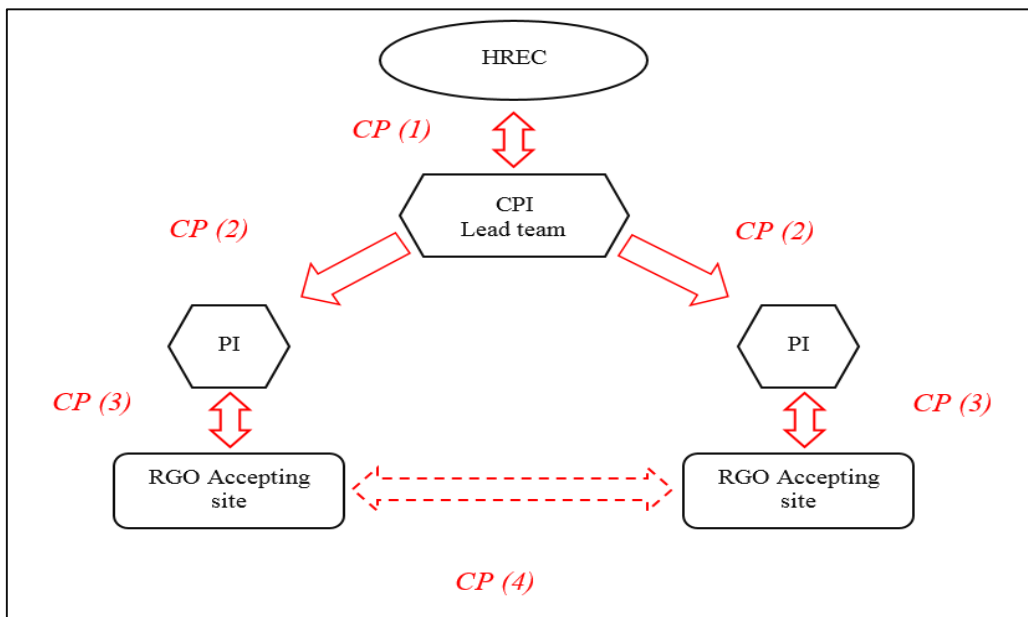 HREC
CP (1)
CPI
Lead team
CP (2)
CP (2)
PI
PI
CP (3)
CP (3)
RGO Accepting
site
RGO Accepting
site
CP (4)